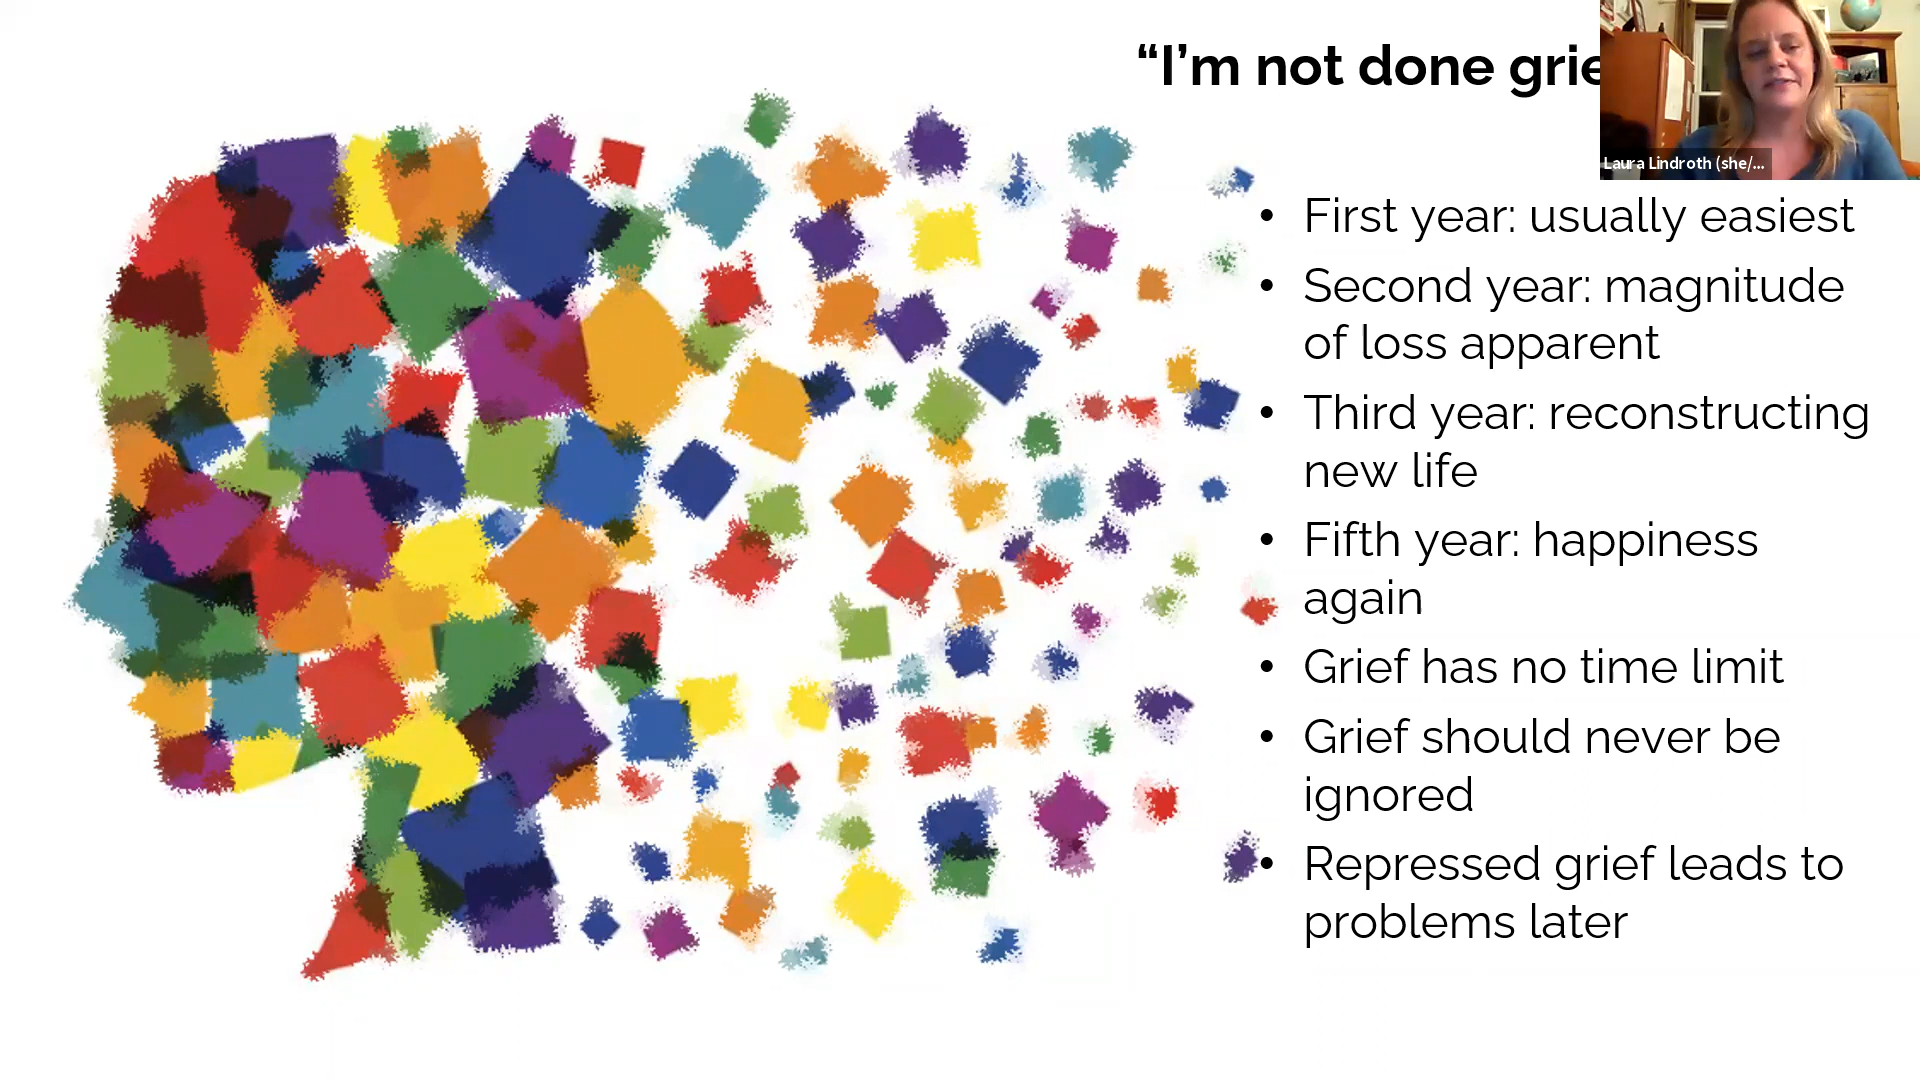 “I’m not done grie
Laura Lindroth (she/...
• First year: usually easiest
• Second year: magnitude
of loss apparent
• Third year: reconstructing
new life
• Fifth year: happiness
again
• Grief has no time limit
• Grief should never be
ignored
• Repressed grief leads to
problems later